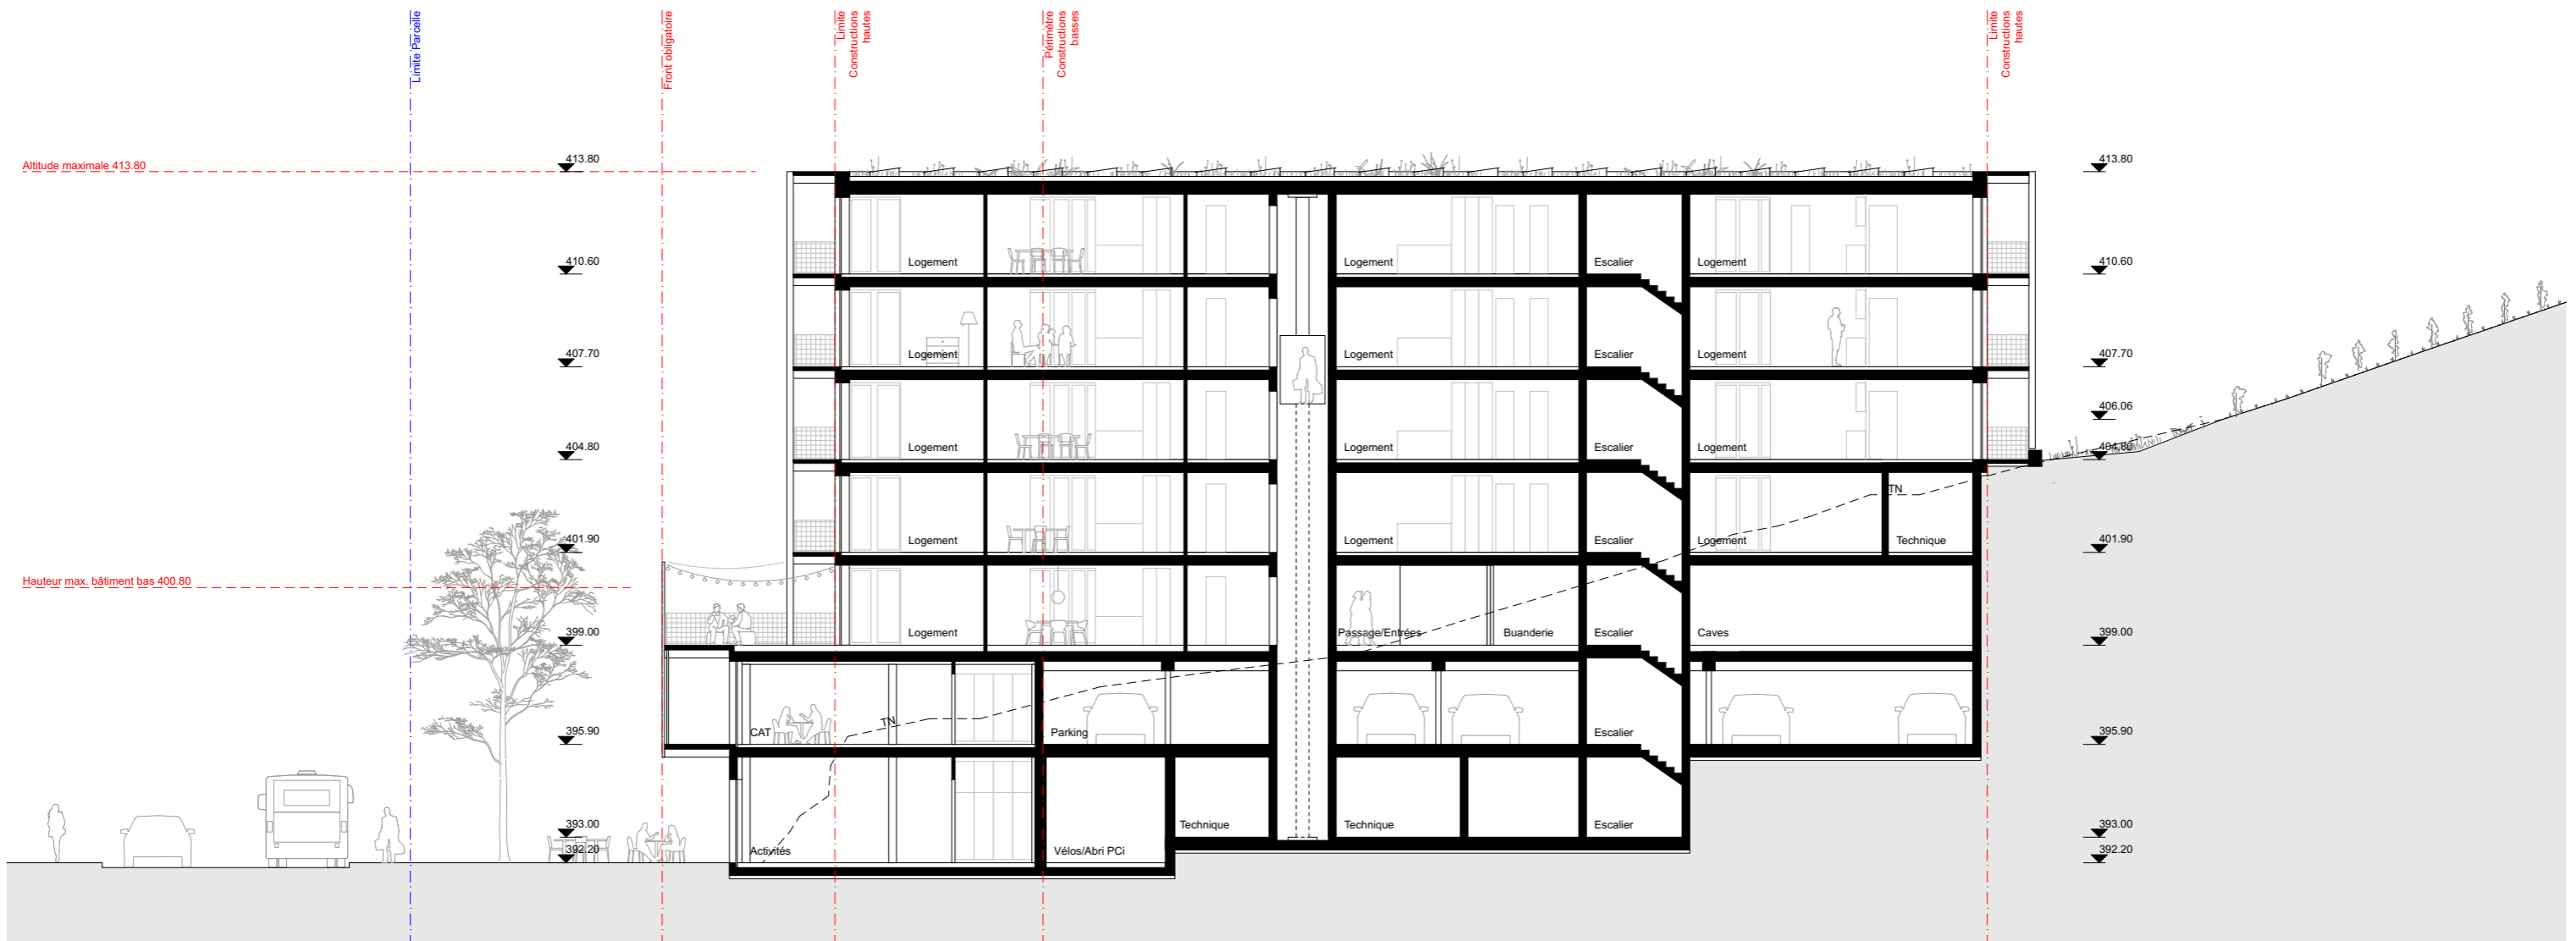 Limite Parcelle
Front obligatoire
Limite
Constructions
hautes
Périmètre
Constructions
basses
Limite
Constructions
hautes
Altitude maximale 413.80
413.80
413.80
410.60
Logement
Logement
Escalier
Logement
410.60
407.70
Logement
Logement
Escalier
Logement
407.70
406.06
404.80
Logement
Logement
Escalier
Logement
404.80
TN
401.90
Logement
Logement
Escalier
Logement
Technique
401.90
Hauteur max. bâtiment bas 400.80
399.00
Logement
Passage/Entrées
Buanderie
Escalier
Caves
399.00
TN
395.90
CAT
Parking
Escalier
395.90
393.00
Technique
Technique
Escalier
393.00
392.20
Activités
Vélos/Abri PCi
392.20